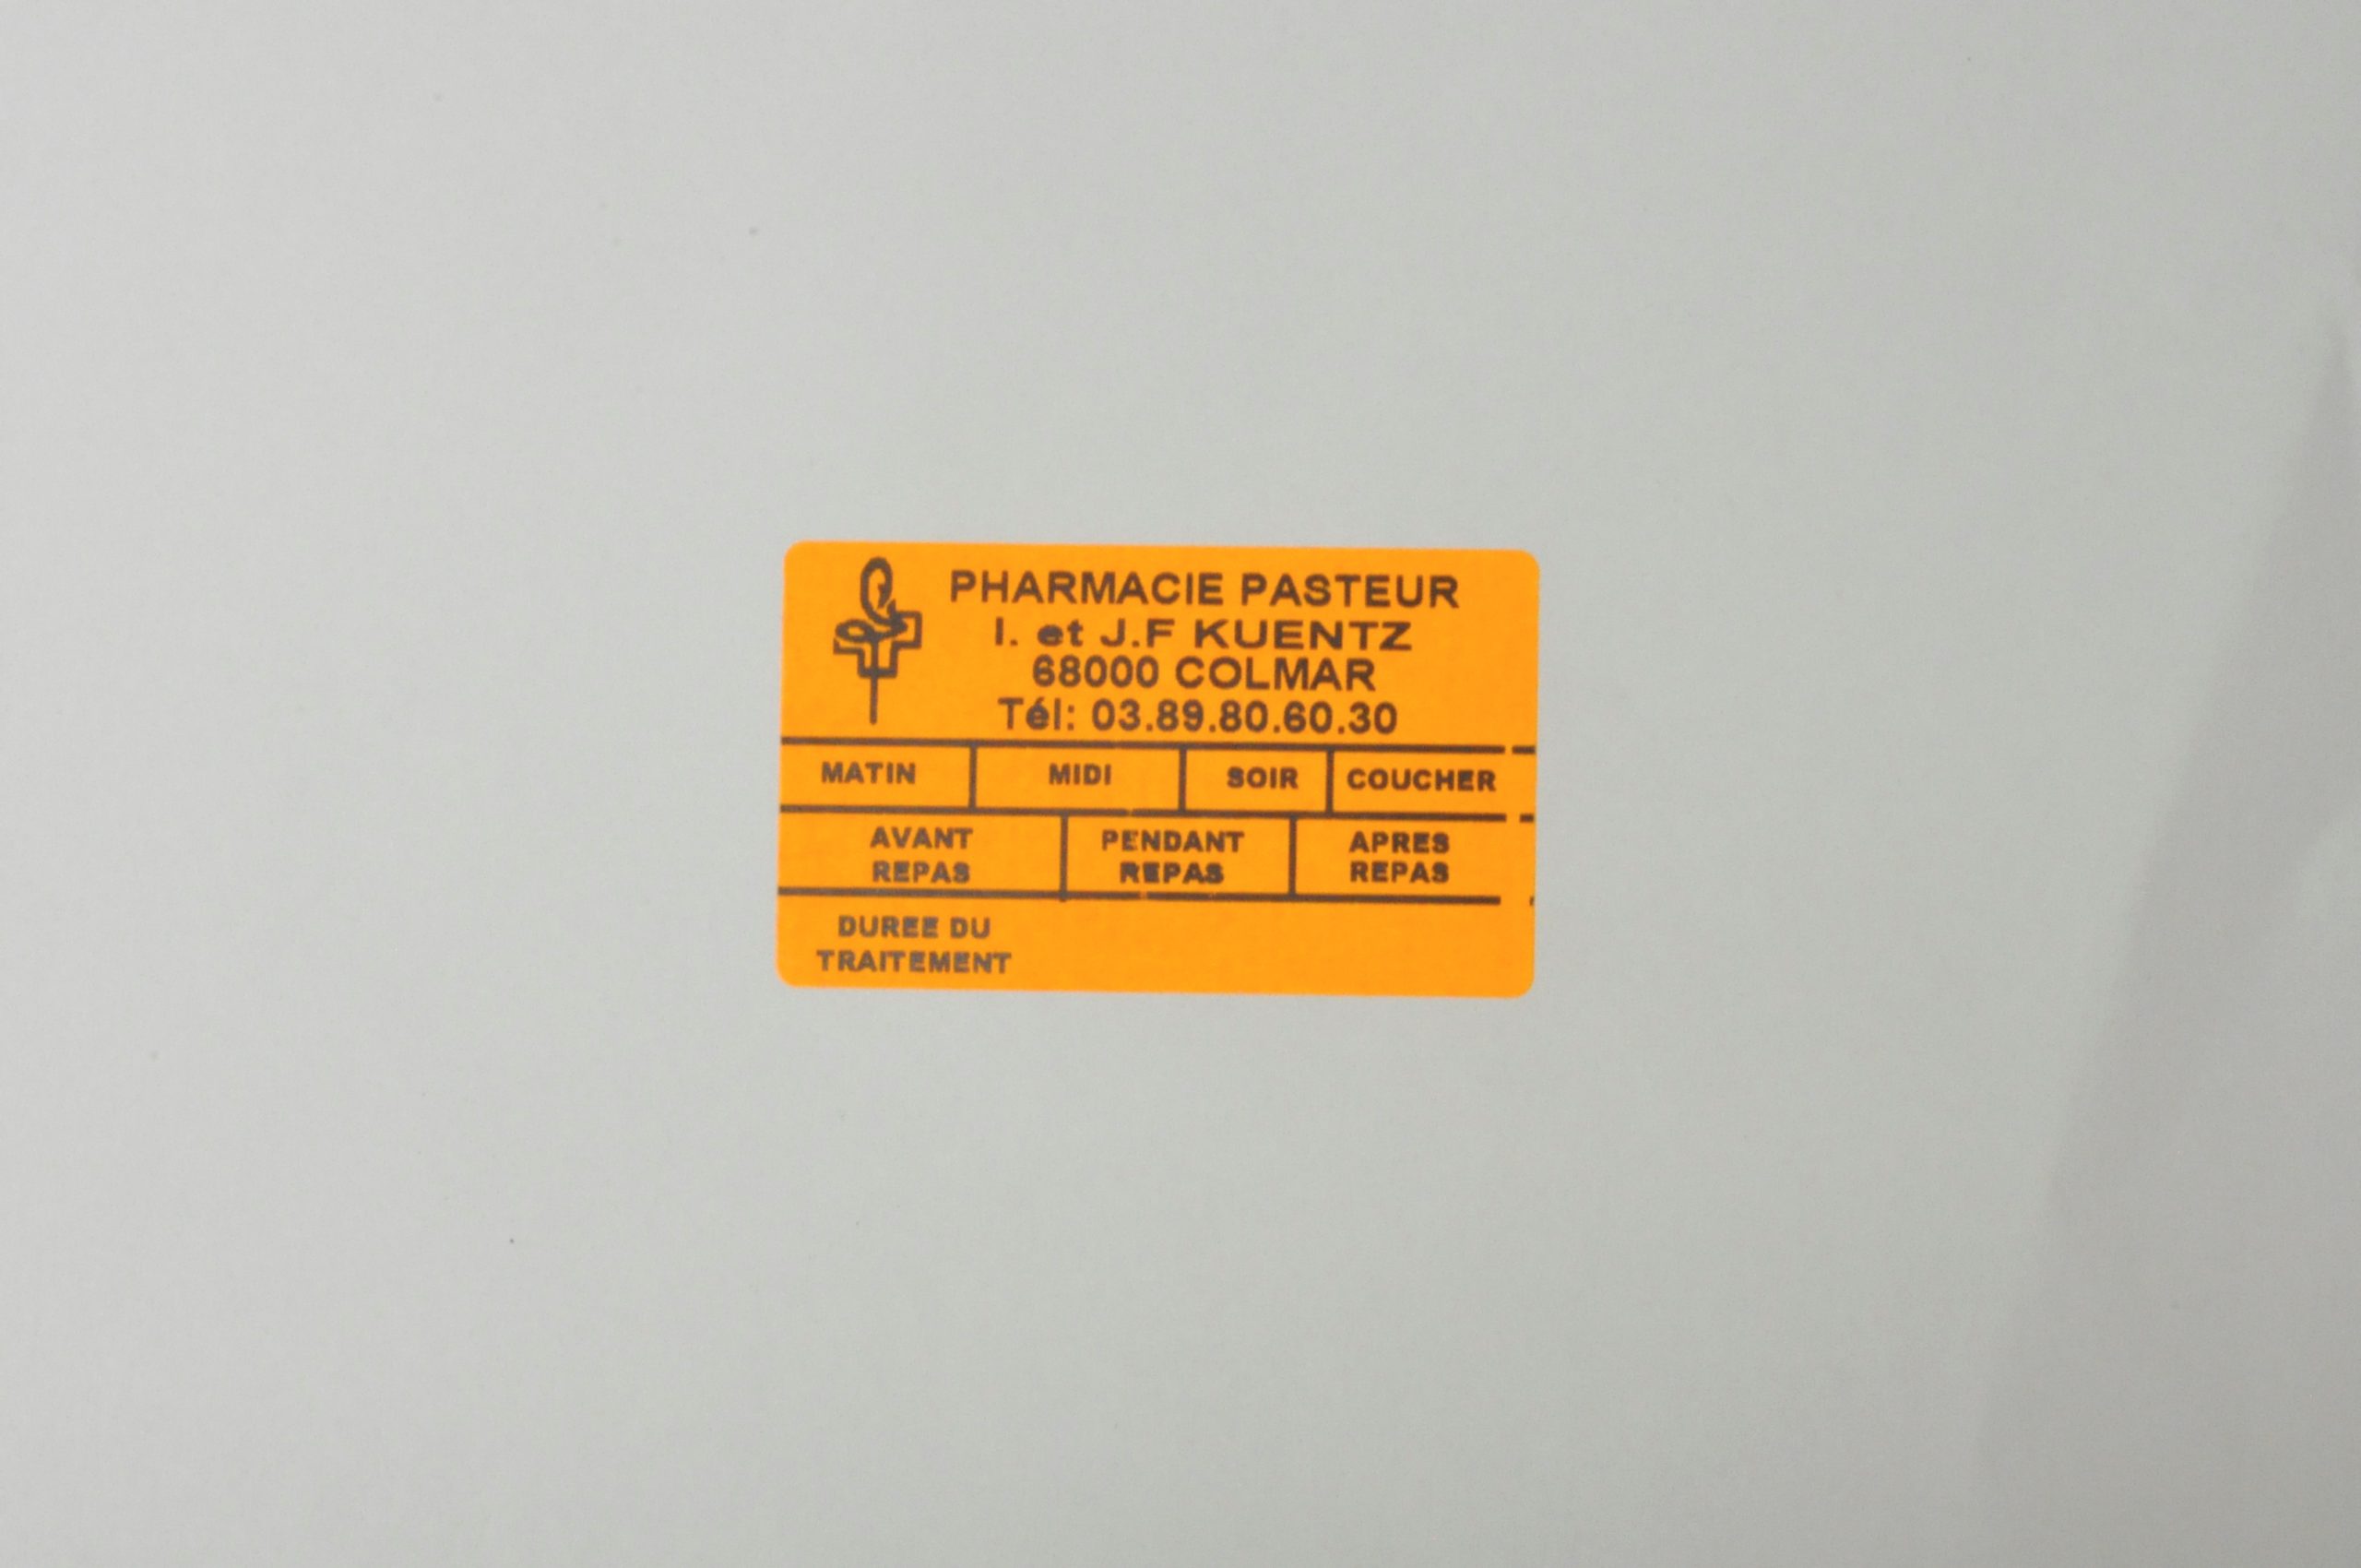 PHARMACIE PASTEUR
I. et J.F KUENTZ
68000 COLMAR
Tél: 03.89.80.60.30
MATIN MIDI SOIR COUCHER
AVANT REPAS PENDANT REPAS APRES REPAS
DUREE DU
TRAITEMENT